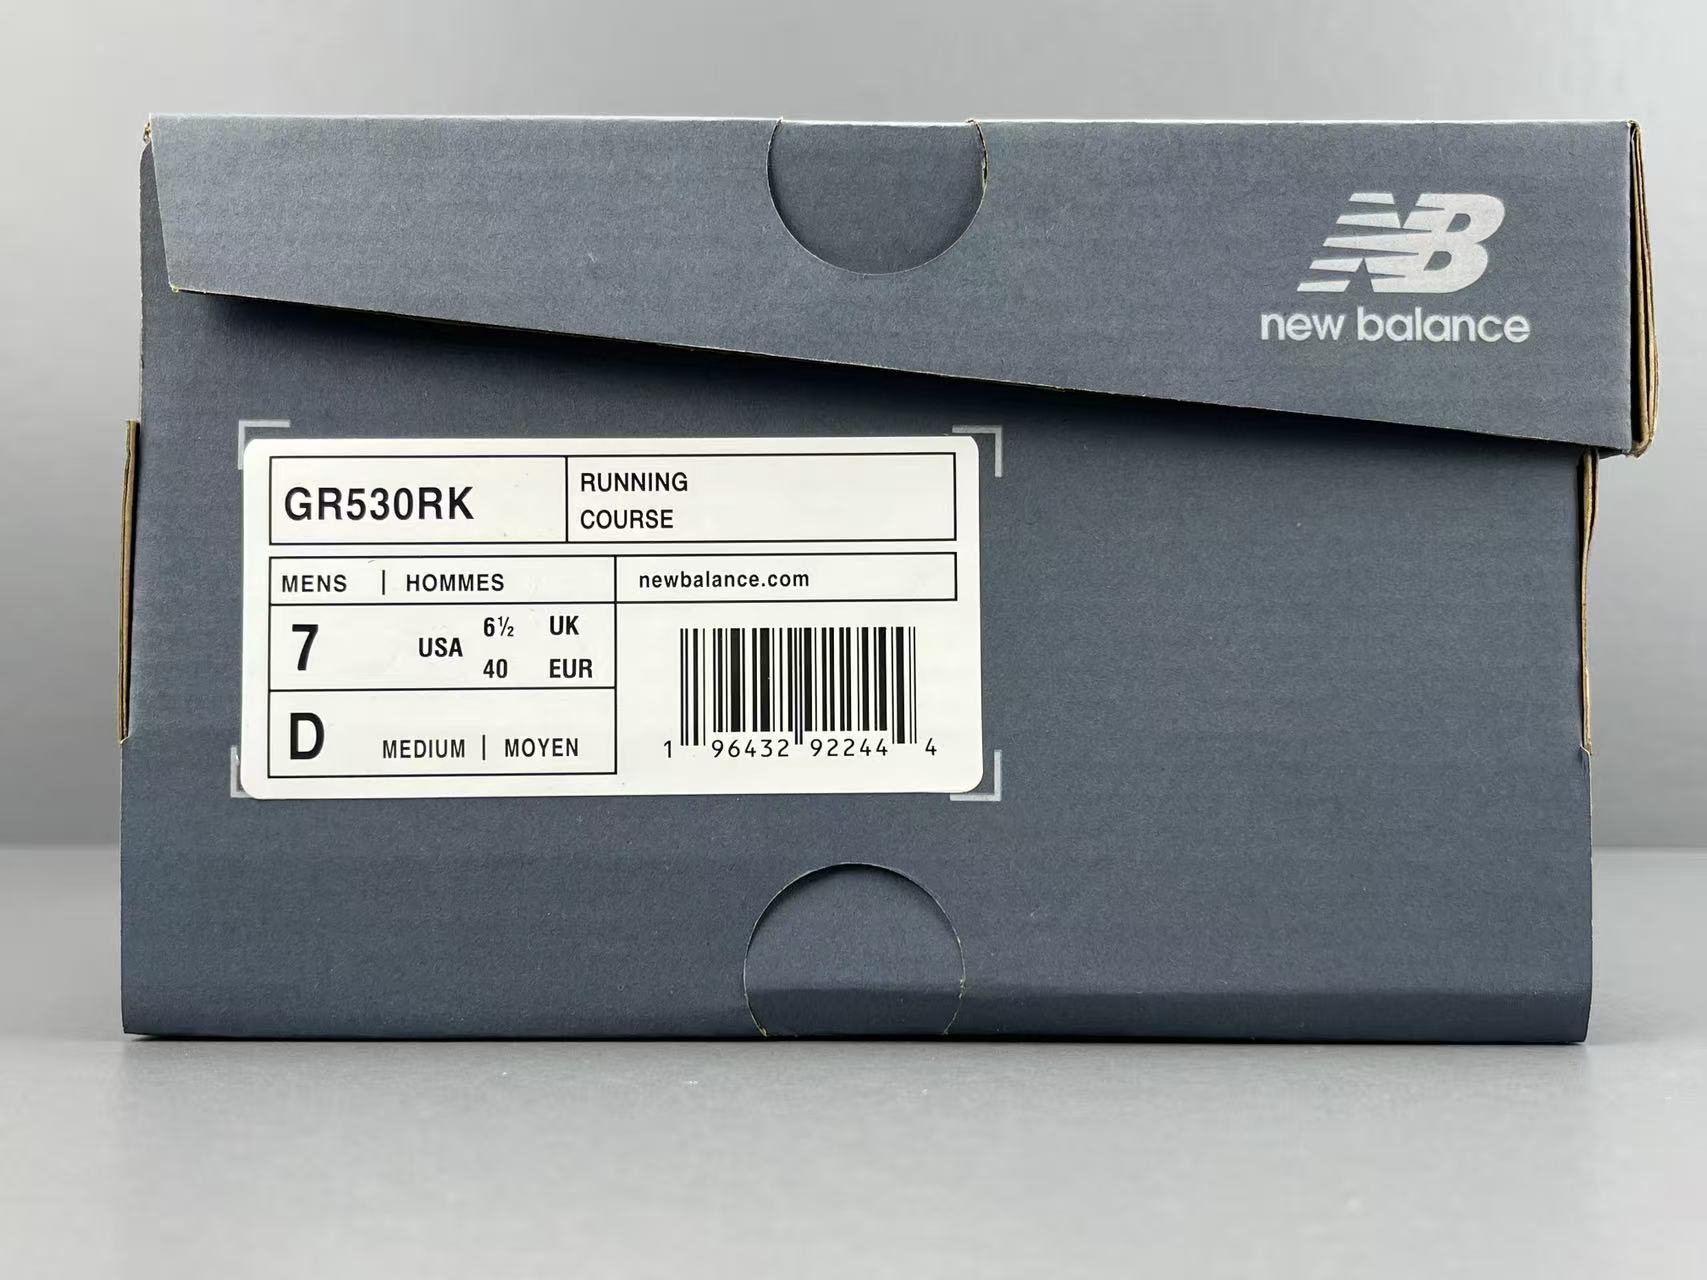 NB
new balance
GR530RK
RUNNING
COURSE
MENS | HOMMES
newbalance.com
7 USA 6½ UK
40 EUR
D MEDIUM | MOYEN
1 96432 92244 4